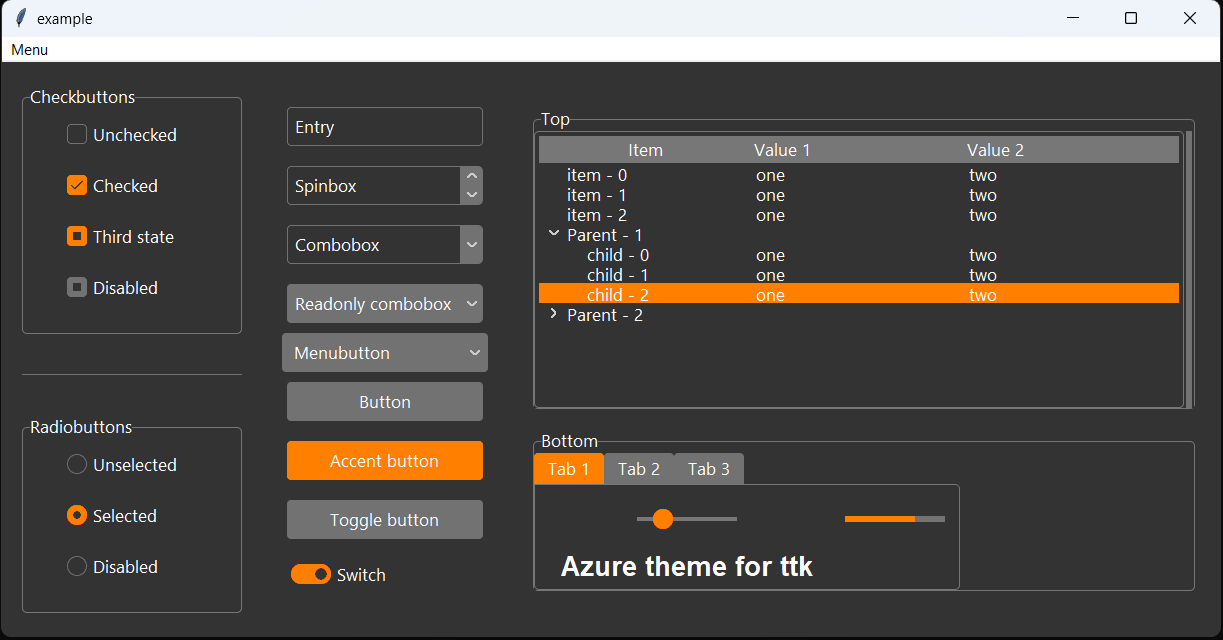 example
Menu
Checkbuttons
Unchecked
Checked
Third state
Disabled
Radiobuttons
Unselected
Selected
Disabled
Entry
Spinbox
Combobox
Readonly combobox
Menubutton
Button
Accent button
Toggle button
Switch
Top
Item Value 1 Value 2
item - 0 one two
item - 1 one two
item - 2 one two
Parent - 1
child - 0 one two
child - 1 one two
child - 2 one two
Parent - 2
Bottom
Tab 1 Tab 2 Tab 3
Azure theme for ttk